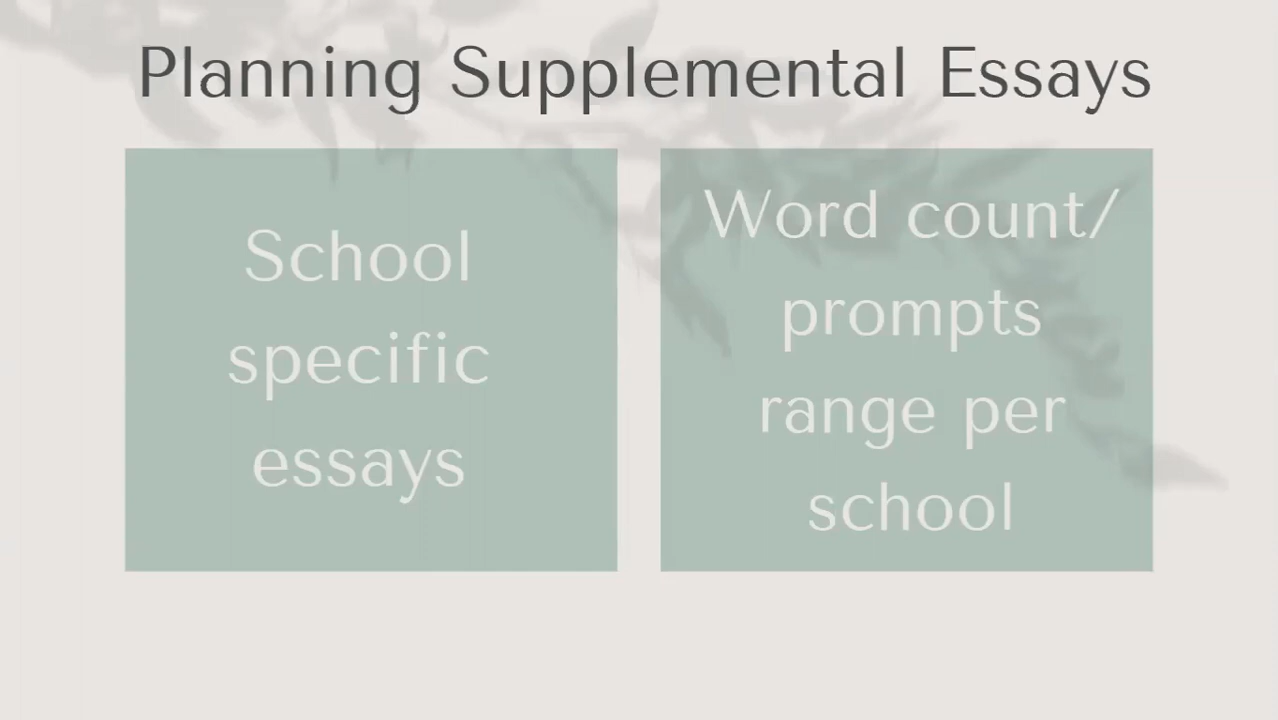 Planning Supplemental Essays
School
specific
essays
Word count/
prompts
range per
school